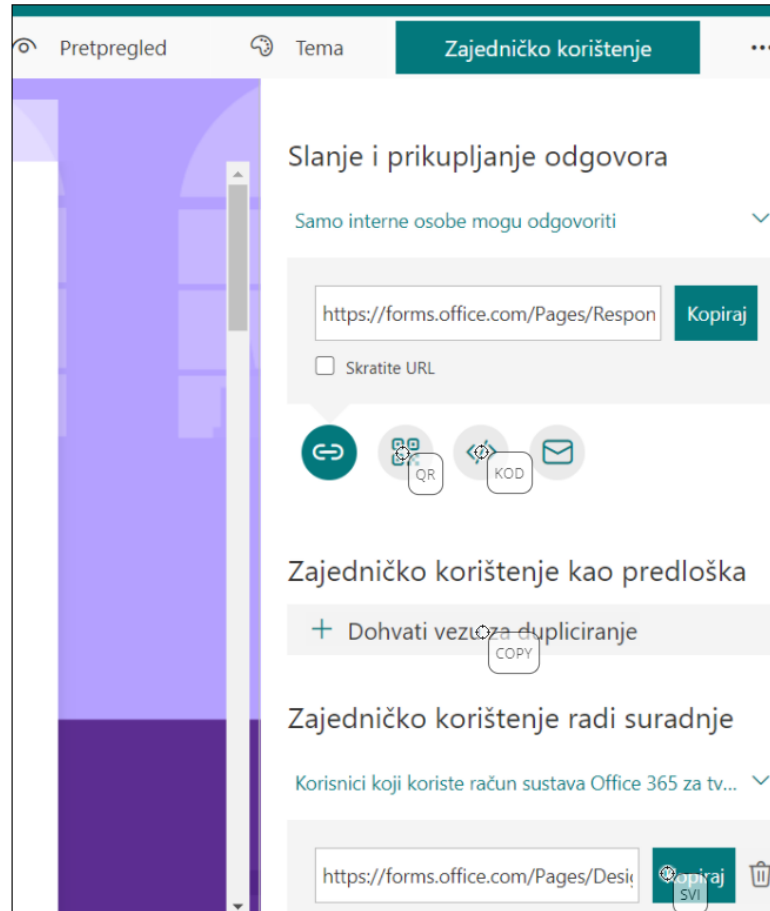 Pretpregled Tema Zajedničko korištenje ...
Slanje i prikupljanje odgovora
Samo interne osobe mogu odgovoriti
https://forms.office.com/Pages/Respon Kopiraj
Skratite URL
QR KOD
Zajedničko korištenje kao predloška
+ Dohvati vezu za dupliciranje
COPY
Zajedničko korištenje radi suradnje
Korisnici koji koriste račun sustava Office 365 za tv...
https://forms.office.com/Pages/Desig Kopiraj
SVI